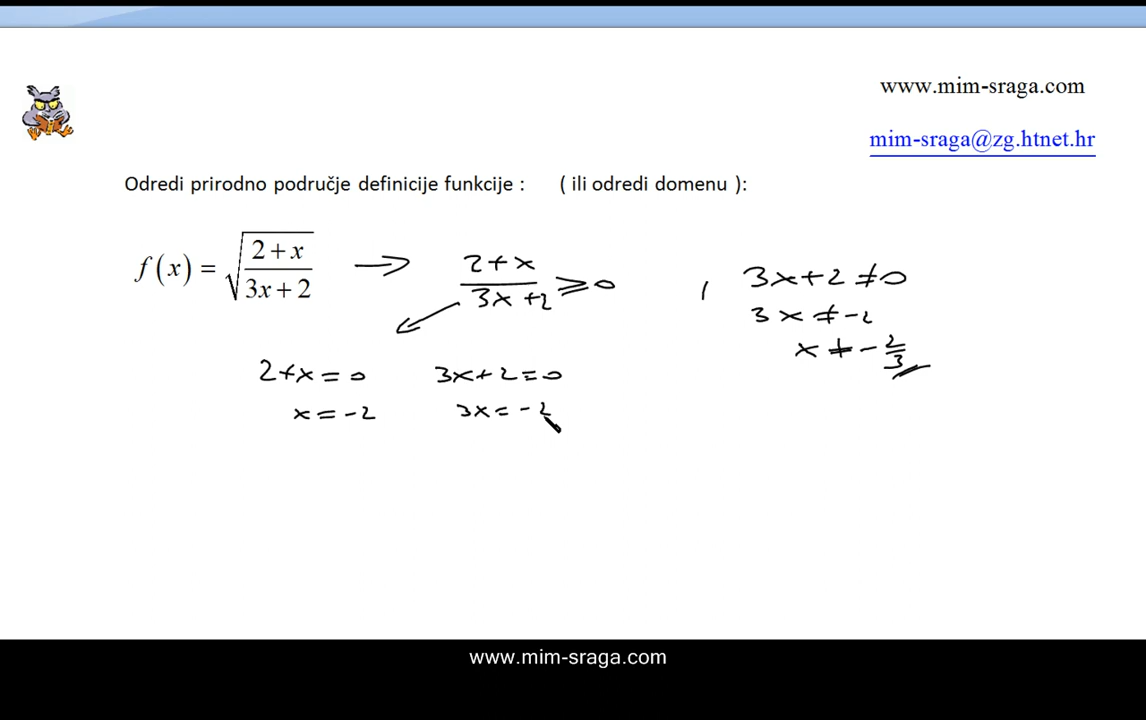 www.mim-sraga.com
mim-sraga@zg.htnet.hr
Odredi prirodno područje definicije funkcije : ( ili odredi domenu ):
f(x) = √((2+x)/(3x+2)) → (2+x)/(3x+2) ≥ 0 , 3x+2 ≠ 0
3x ≠ -2
x ≠ -2/3
2+x = 0 3x+2 = 0
x = -2 3x = -2
www.mim-sraga.com